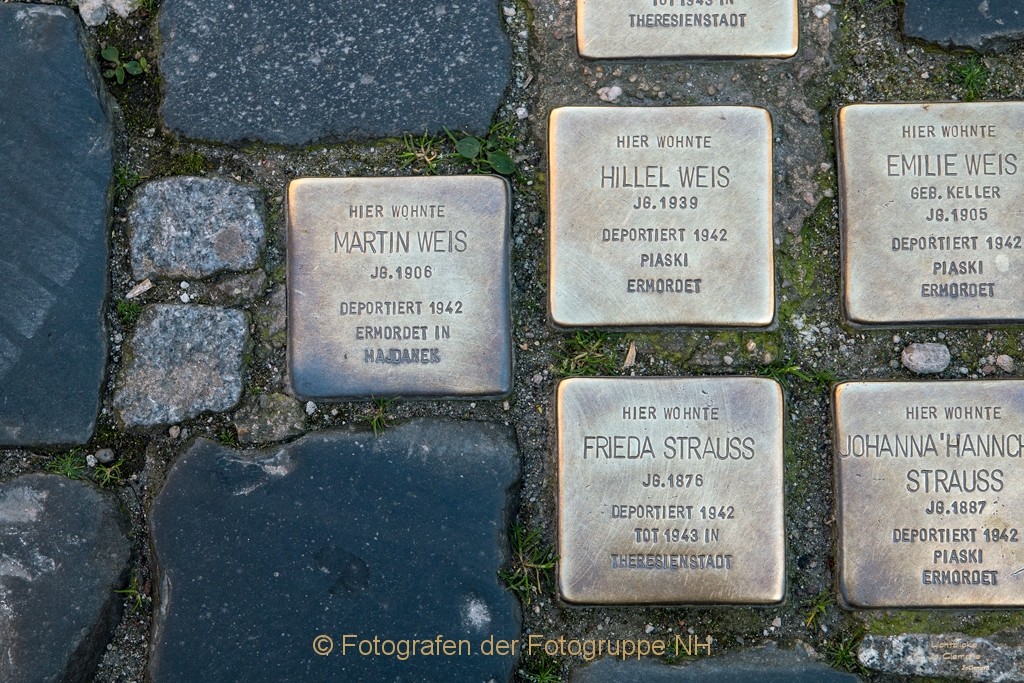 TOT 1943 IN
THERESIENSTADT
HIER WOHNTE
MARTIN WEIS
JG.1906
DEPORTIERT 1942
ERMORDET IN
MAJDANEK
HIER WOHNTE
HILLEL WEIS
JG.1939
DEPORTIERT 1942
PIASKI
ERMORDET
HIER WOHNTE
EMILIE WEIS
GEB. KELLER
JG.1905
DEPORTIERT 1942
PIASKI
ERMORDET
HIER WOHNTE
FRIEDA STRAUSS
JG.1876
DEPORTIERT 1942
TOT 1943 IN
THERESIENSTADT
HIER WOHNTE
JOHANNA 'HANNCH
STRAUSS
JG.1887
DEPORTIERT 1942
PIASKI
ERMORDET
© Fotografen der Fotogruppe NH